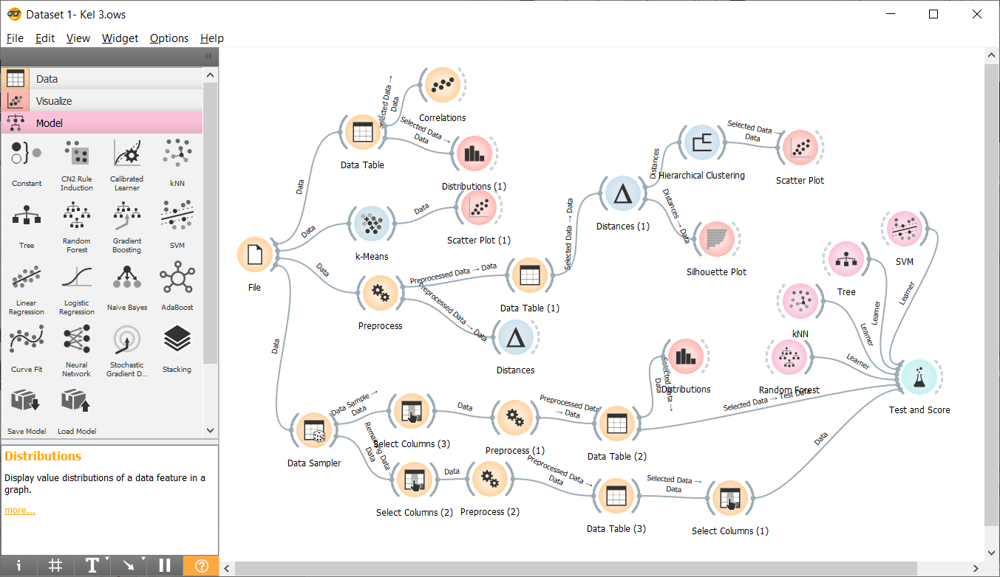 Dataset 1- Kel 3.ows
File Edit View Widget Options Help
Data
Visualize
Model
Constant
CN2 Rule
Induction
Calibrated
Learner
kNN
Tree
Random
Forest
Gradient
Boosting
SVM
Linear
Regression
Logistic
Regression
Naive Bayes
AdaBoost
Curve Fit
Neural
Network
Stochastic
Gradient D...
Stacking
Save Model
Load Model
Distributions
Display value distributions of a data feature in a
graph.
more...
File
Data
Data
Data
Data
Data Table
Selected Data →
Data
Correlations
Selected Data →
Data
Distributions (1)
k-Means
Data
Scatter Plot (1)
Preprocess
Preprocessed Data → Data
Preprocessed Data → Data
Data Table (1)
Distances
Selected Data → Data
Distances (1)
Distances
Hierarchical Clustering
Selected Data →
Data
Scatter Plot
Distances → Data
Silhouette Plot
SVM
Tree
kNN
Random Forest
Learner
Learner
Learner
Learner
Test and Score
Data Sampler
Data Sample →
Data
Select Columns (3)
Data
Preprocess (1)
Preprocessed Data
→ Data
Data Table (2)
Selected Data →
Data
Distributions
Selected Data → Test Data
Remaining Data →
Data
Select Columns (2)
Data
Preprocess (2)
Preprocessed Data →
Data
Data Table (3)
Selected Data →
Data
Select Columns (1)
Data